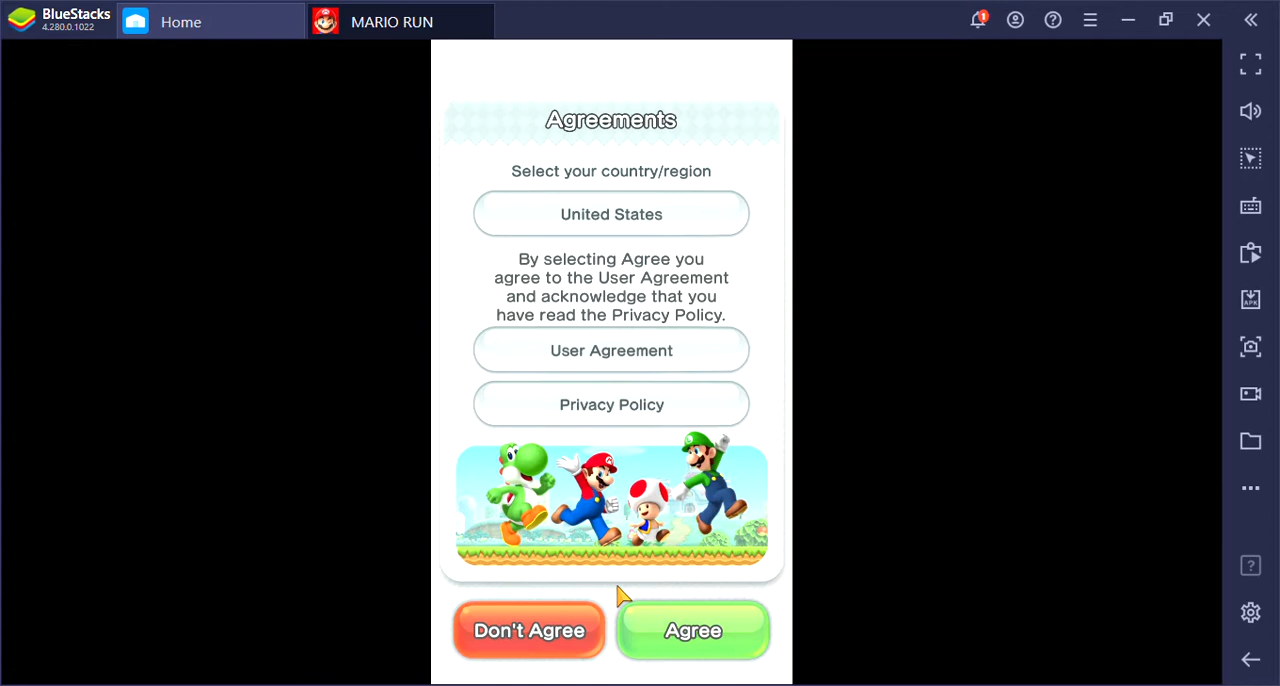 BlueStacks
4.280.0.1022
Home
MARIO RUN
1
Agreements
Select your country/region
United States
By selecting Agree you
agree to the User Agreement
and acknowledge that you
have read the Privacy Policy.
User Agreement
Privacy Policy
Don't Agree
Agree
APK
?